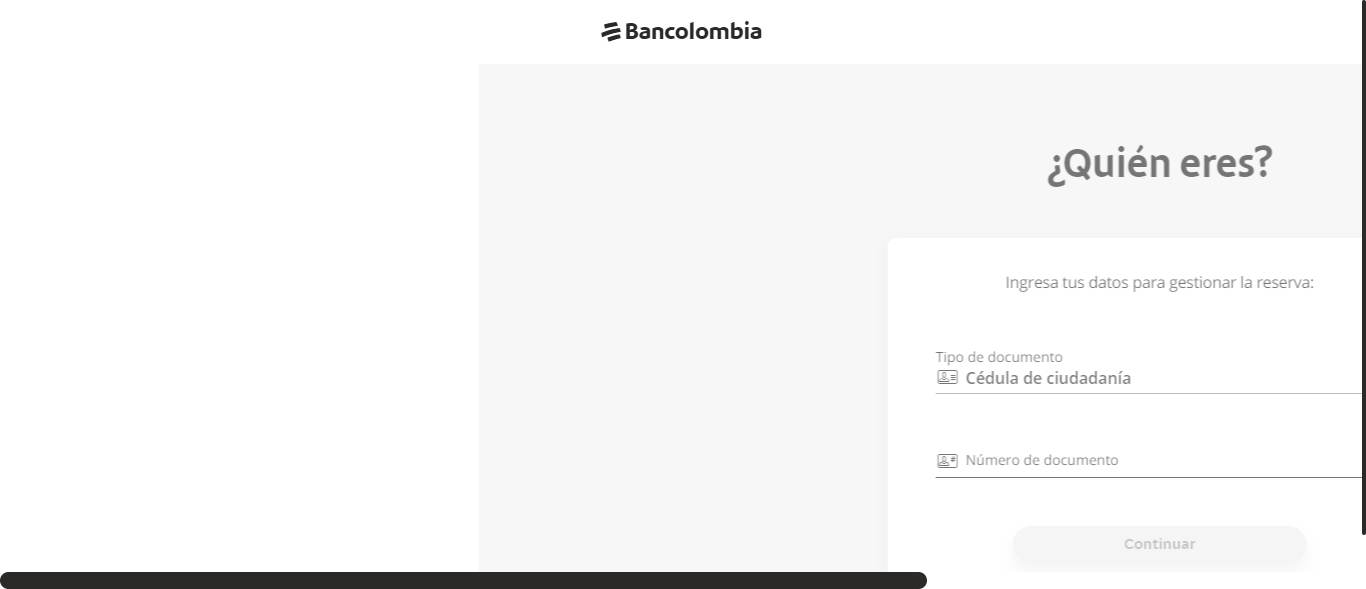 Bancolombia
¿Quién eres?
Ingresa tus datos para gestionar la reserva:
Tipo de documento
Cédula de ciudadanía
Número de documento
Continuar